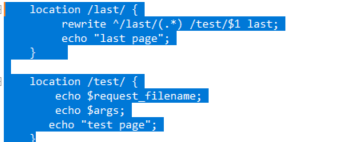 location /last/ {
rewrite ^/last/(.*) /test/$1 last;
echo "last page";
}
location /test/ {
echo $request_filename;
echo $args;
echo "test page";
}